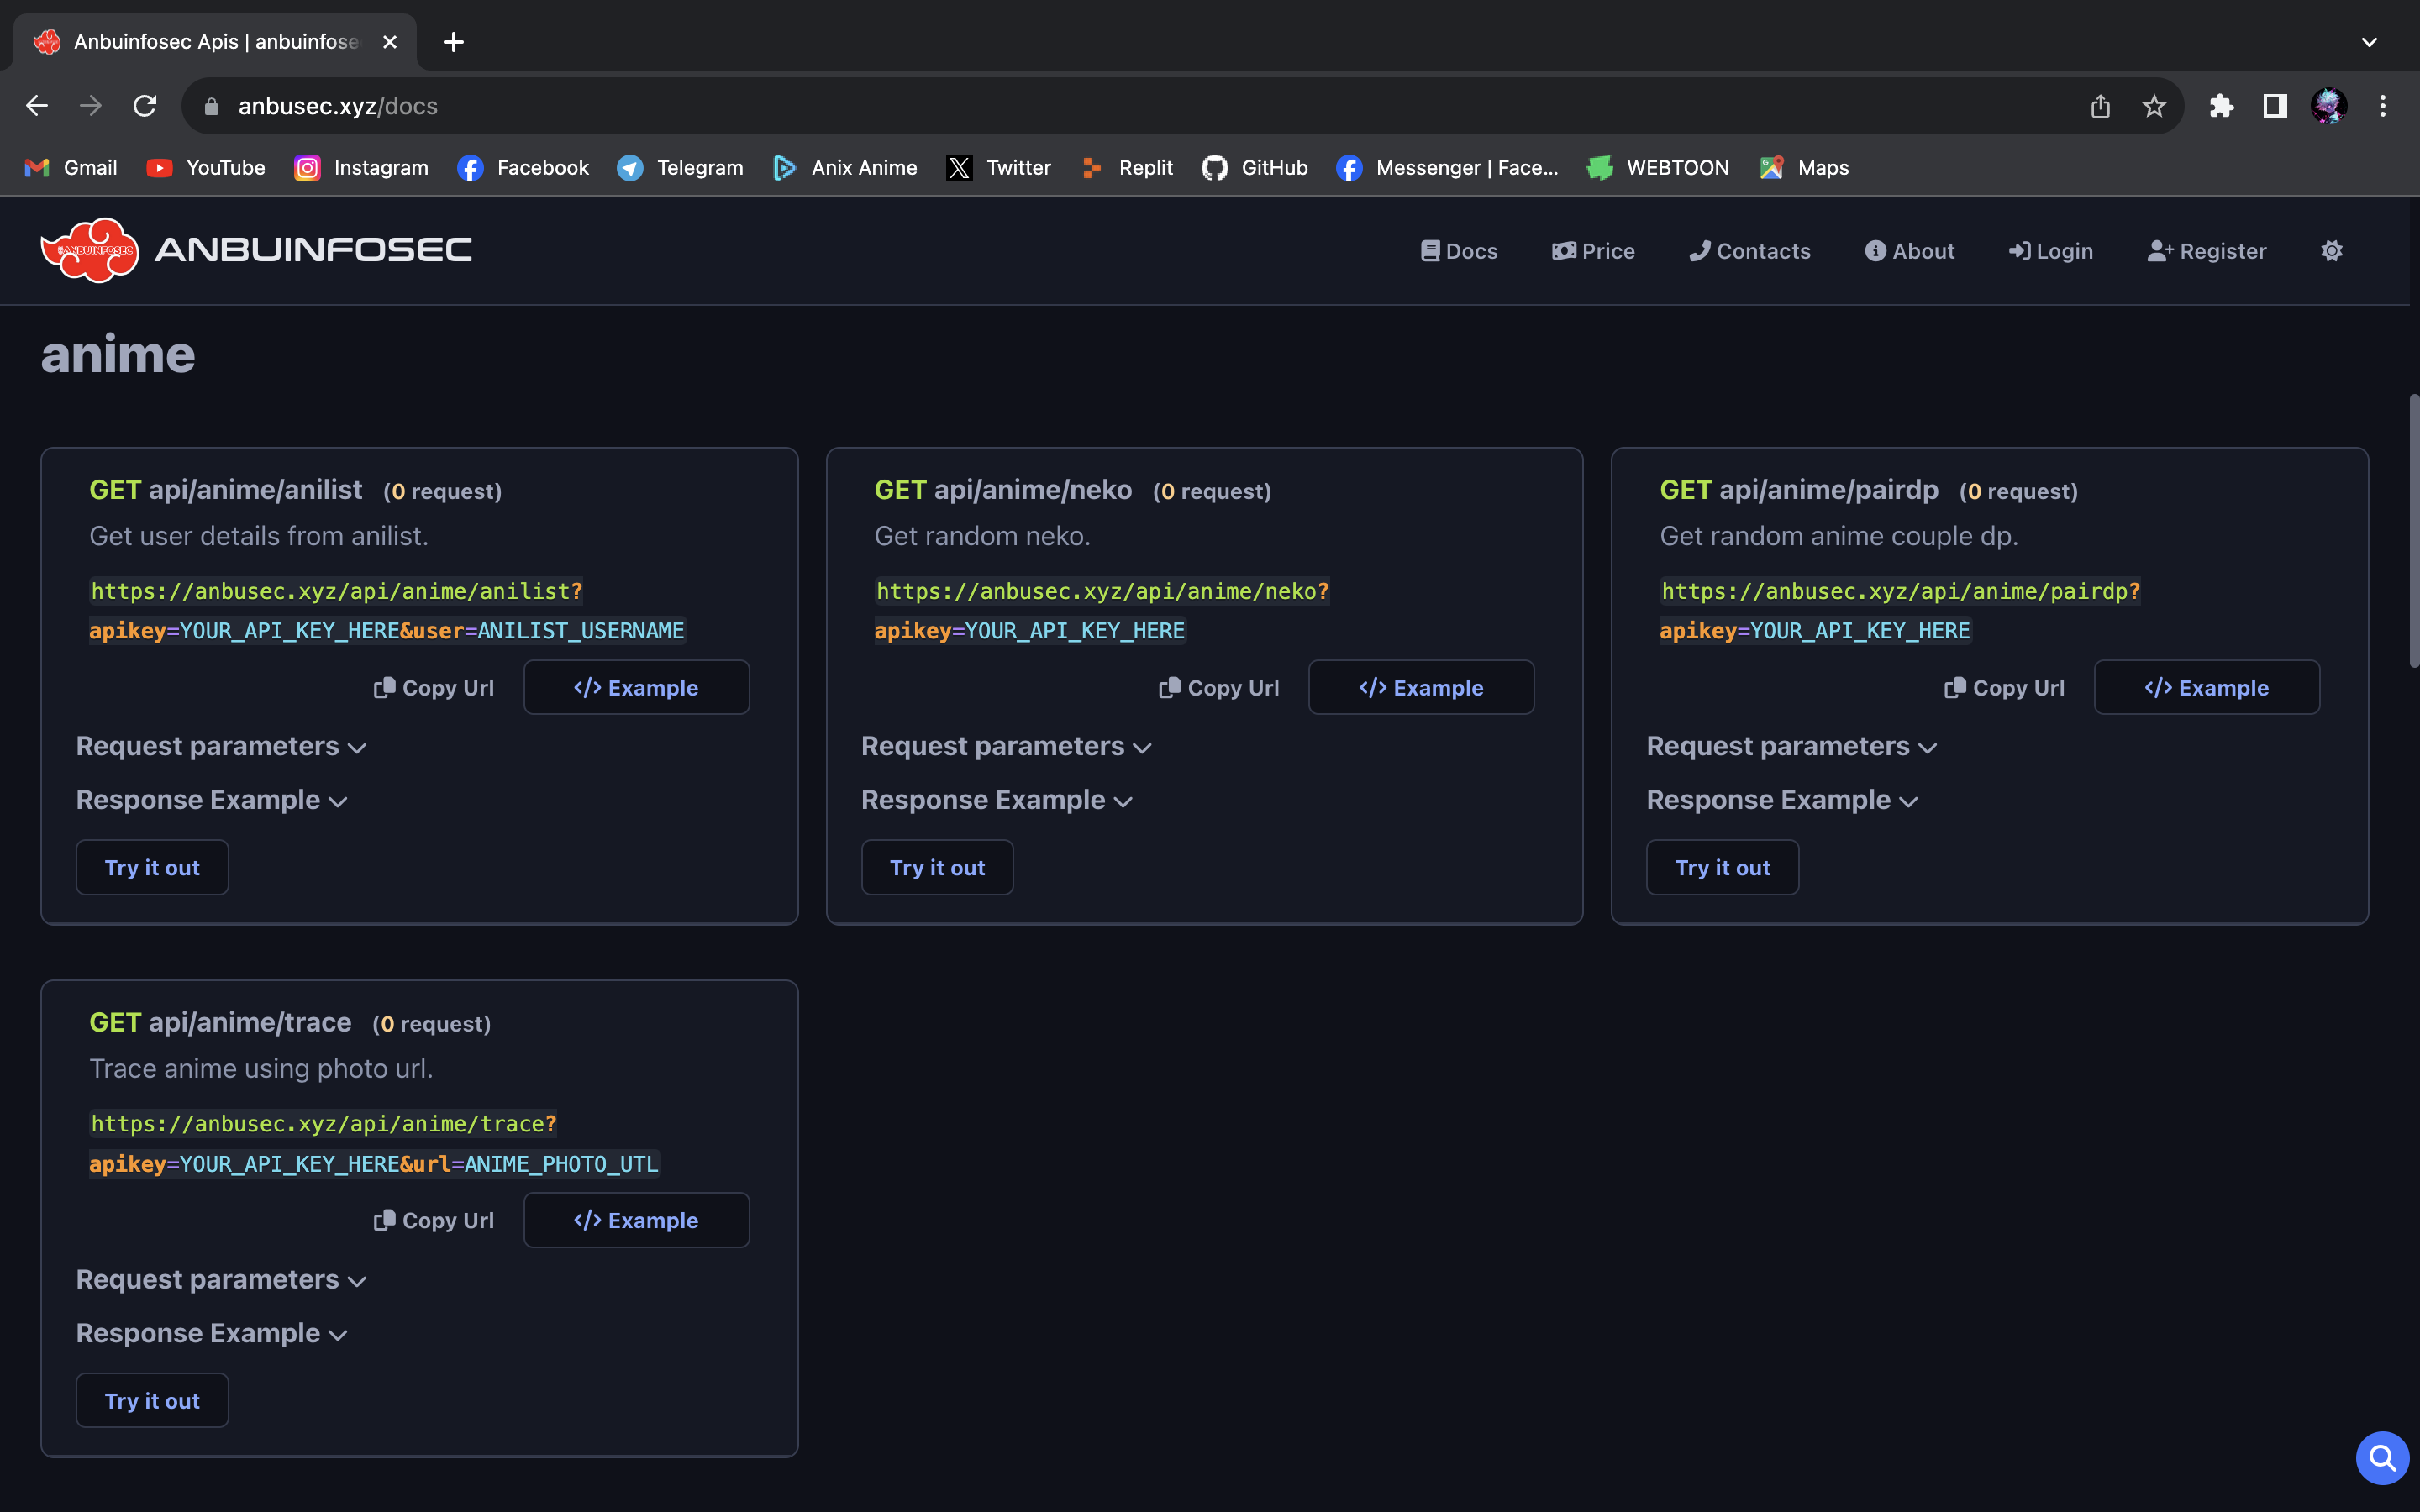 Anbuinfosec Apis | anbuinfose
anbusec.xyz/docs
Gmail YouTube Instagram Facebook Telegram Anix Anime Twitter Replit GitHub Messenger | Face... WEBTOON Maps
#ANBUINFOSEC ANBUINFOSEC Docs Price Contacts About Login Register
anime
GET api/anime/anilist (0 request)
Get user details from anilist.
https://anbusec.xyz/api/anime/anilist?
apikey=YOUR_API_KEY_HERE&user=ANILIST_USERNAME
Copy Url </> Example
Request parameters
Response Example
Try it out
GET api/anime/neko (0 request)
Get random neko.
https://anbusec.xyz/api/anime/neko?
apikey=YOUR_API_KEY_HERE
Copy Url </> Example
Request parameters
Response Example
Try it out
GET api/anime/pairdp (0 request)
Get random anime couple dp.
https://anbusec.xyz/api/anime/pairdp?
apikey=YOUR_API_KEY_HERE
Copy Url </> Example
Request parameters
Response Example
Try it out
GET api/anime/trace (0 request)
Trace anime using photo url.
https://anbusec.xyz/api/anime/trace?
apikey=YOUR_API_KEY_HERE&url=ANIME_PHOTO_UTL
Copy Url </> Example
Request parameters
Response Example
Try it out